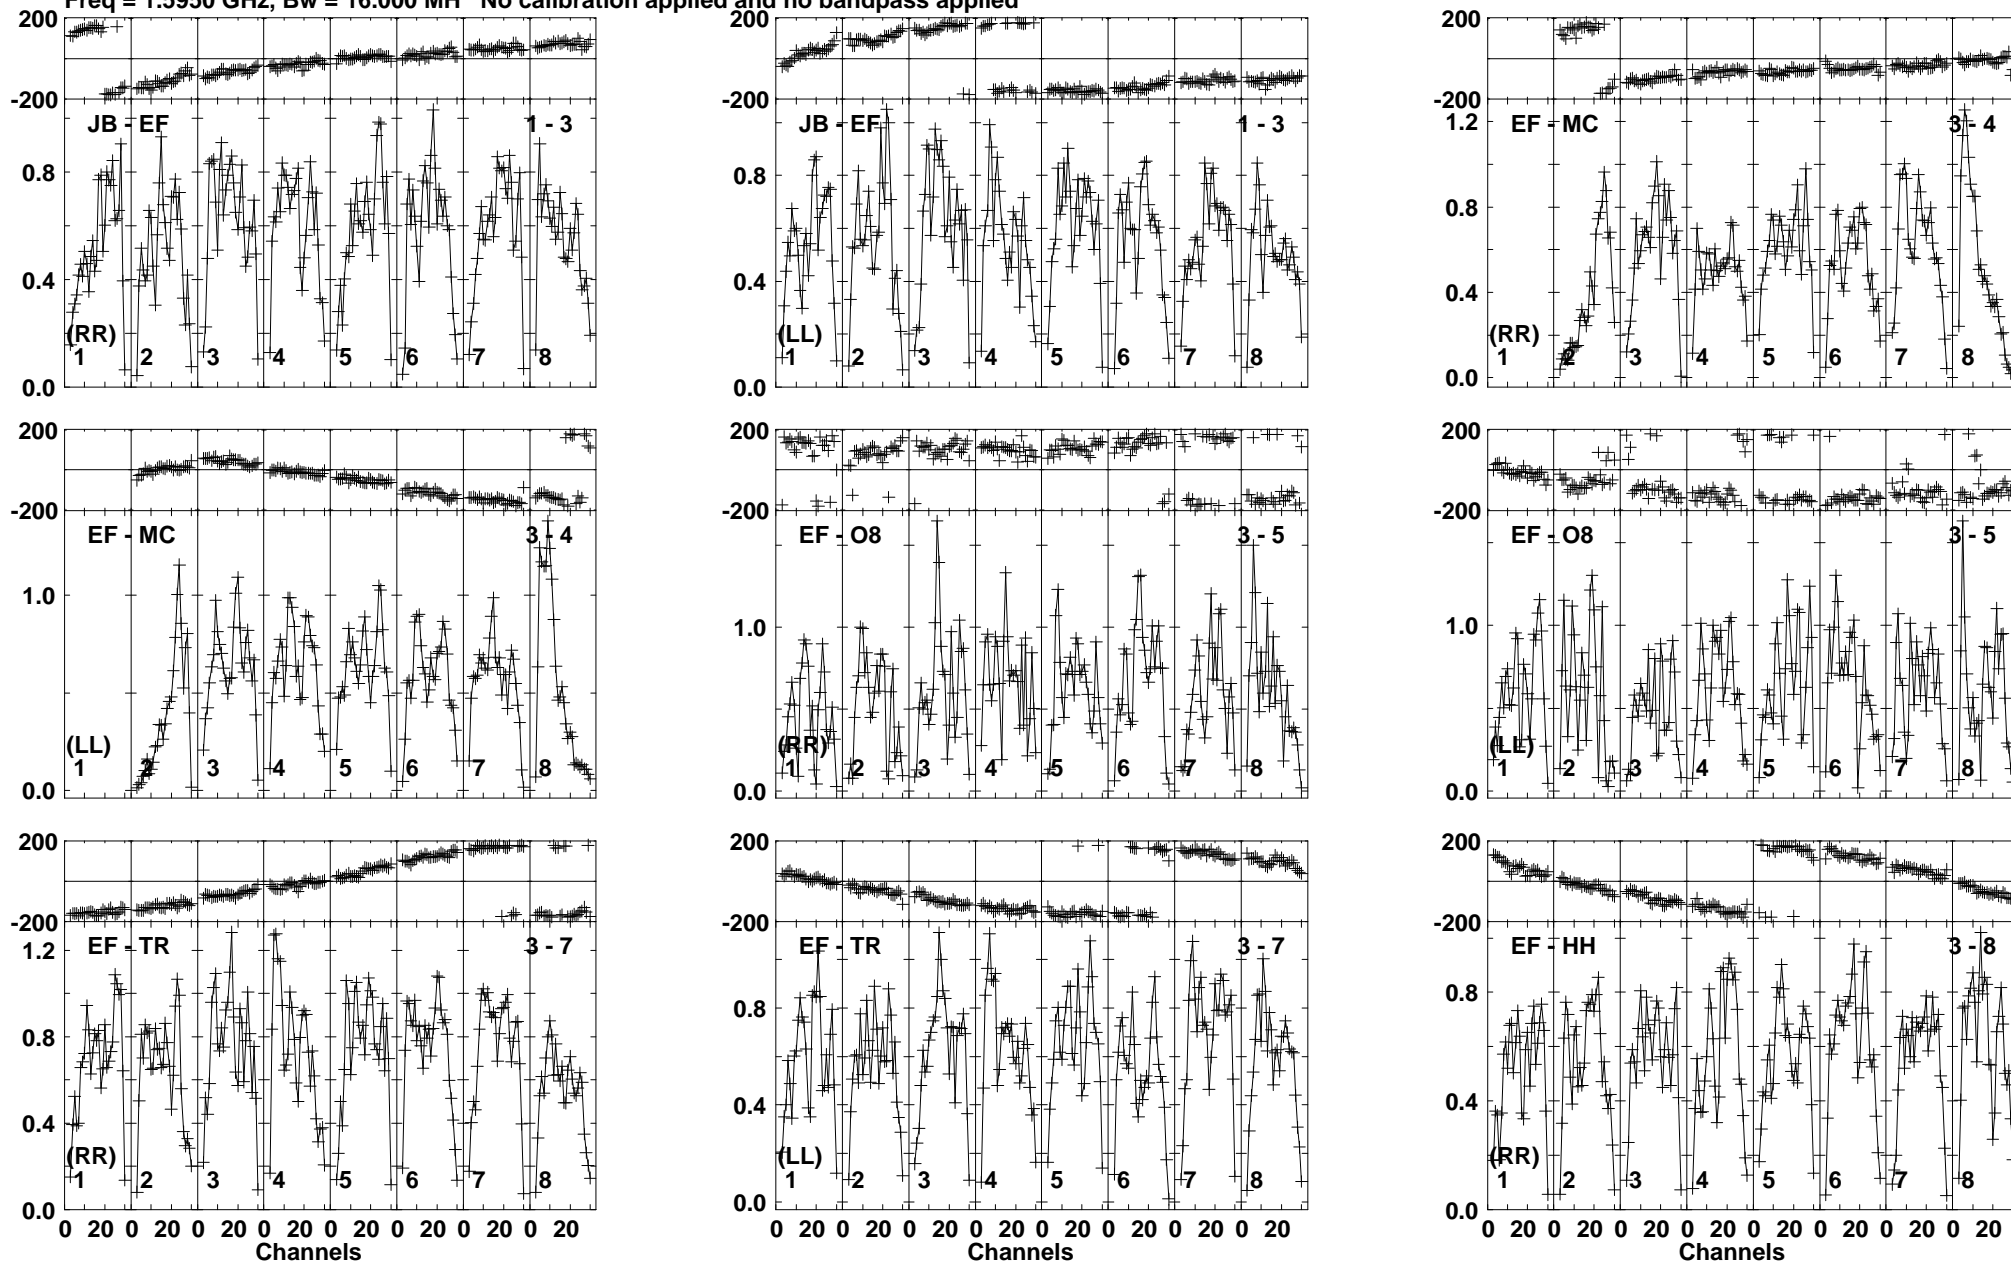 Freq = 1.5950 GHz, Bw = 16.000 MH No calibration applied and no bandpass applied
200 200 200
-200 -200 -200
JB - EF 1 - 3 JB - EF 1 - 3 EF - MC 3 - 4
1.2
0.8 0.8 0.8
0.4 0.4 0.4
(RR) (LL) (RR)
1 2 3 4 5 6 7 8 1 2 3 4 5 6 7 8 1 2 3 4 5 6 7 8
0.0 0.0 0.0
200 200 200
-200 -200 -200
EF - MC 3 - 4 EF - O8 3 - 5 EF - O8 3 - 5
1.0 1.0 1.0
(LL) (RR) (LL)
1 2 3 4 5 6 7 8 1 2 3 4 5 6 7 8 1 2 3 4 5 6 7 8
0.0 0.0 0.0
200 200 200
-200 -200 -200
EF - TR 3 - 7 EF - TR 3 - 7 EF - HH 3 - 8
1.2
0.8 0.8 0.8
0.4 0.4 0.4
(RR) (LL) (RR)
1 2 3 4 5 6 7 8 1 2 3 4 5 6 7 8 1 2 3 4 5 6 7 8
0.0 0.0 0.0
0 20 0 20 0 20 0 20 0 20 0 20 0 20 0 20 0 20 0 20 0 20 0 20 0 20 0 20 0 20 0 20 0 20 0 20 0 20 0 20 0 20 0 20 0 20 0 20
Channels Channels Channels